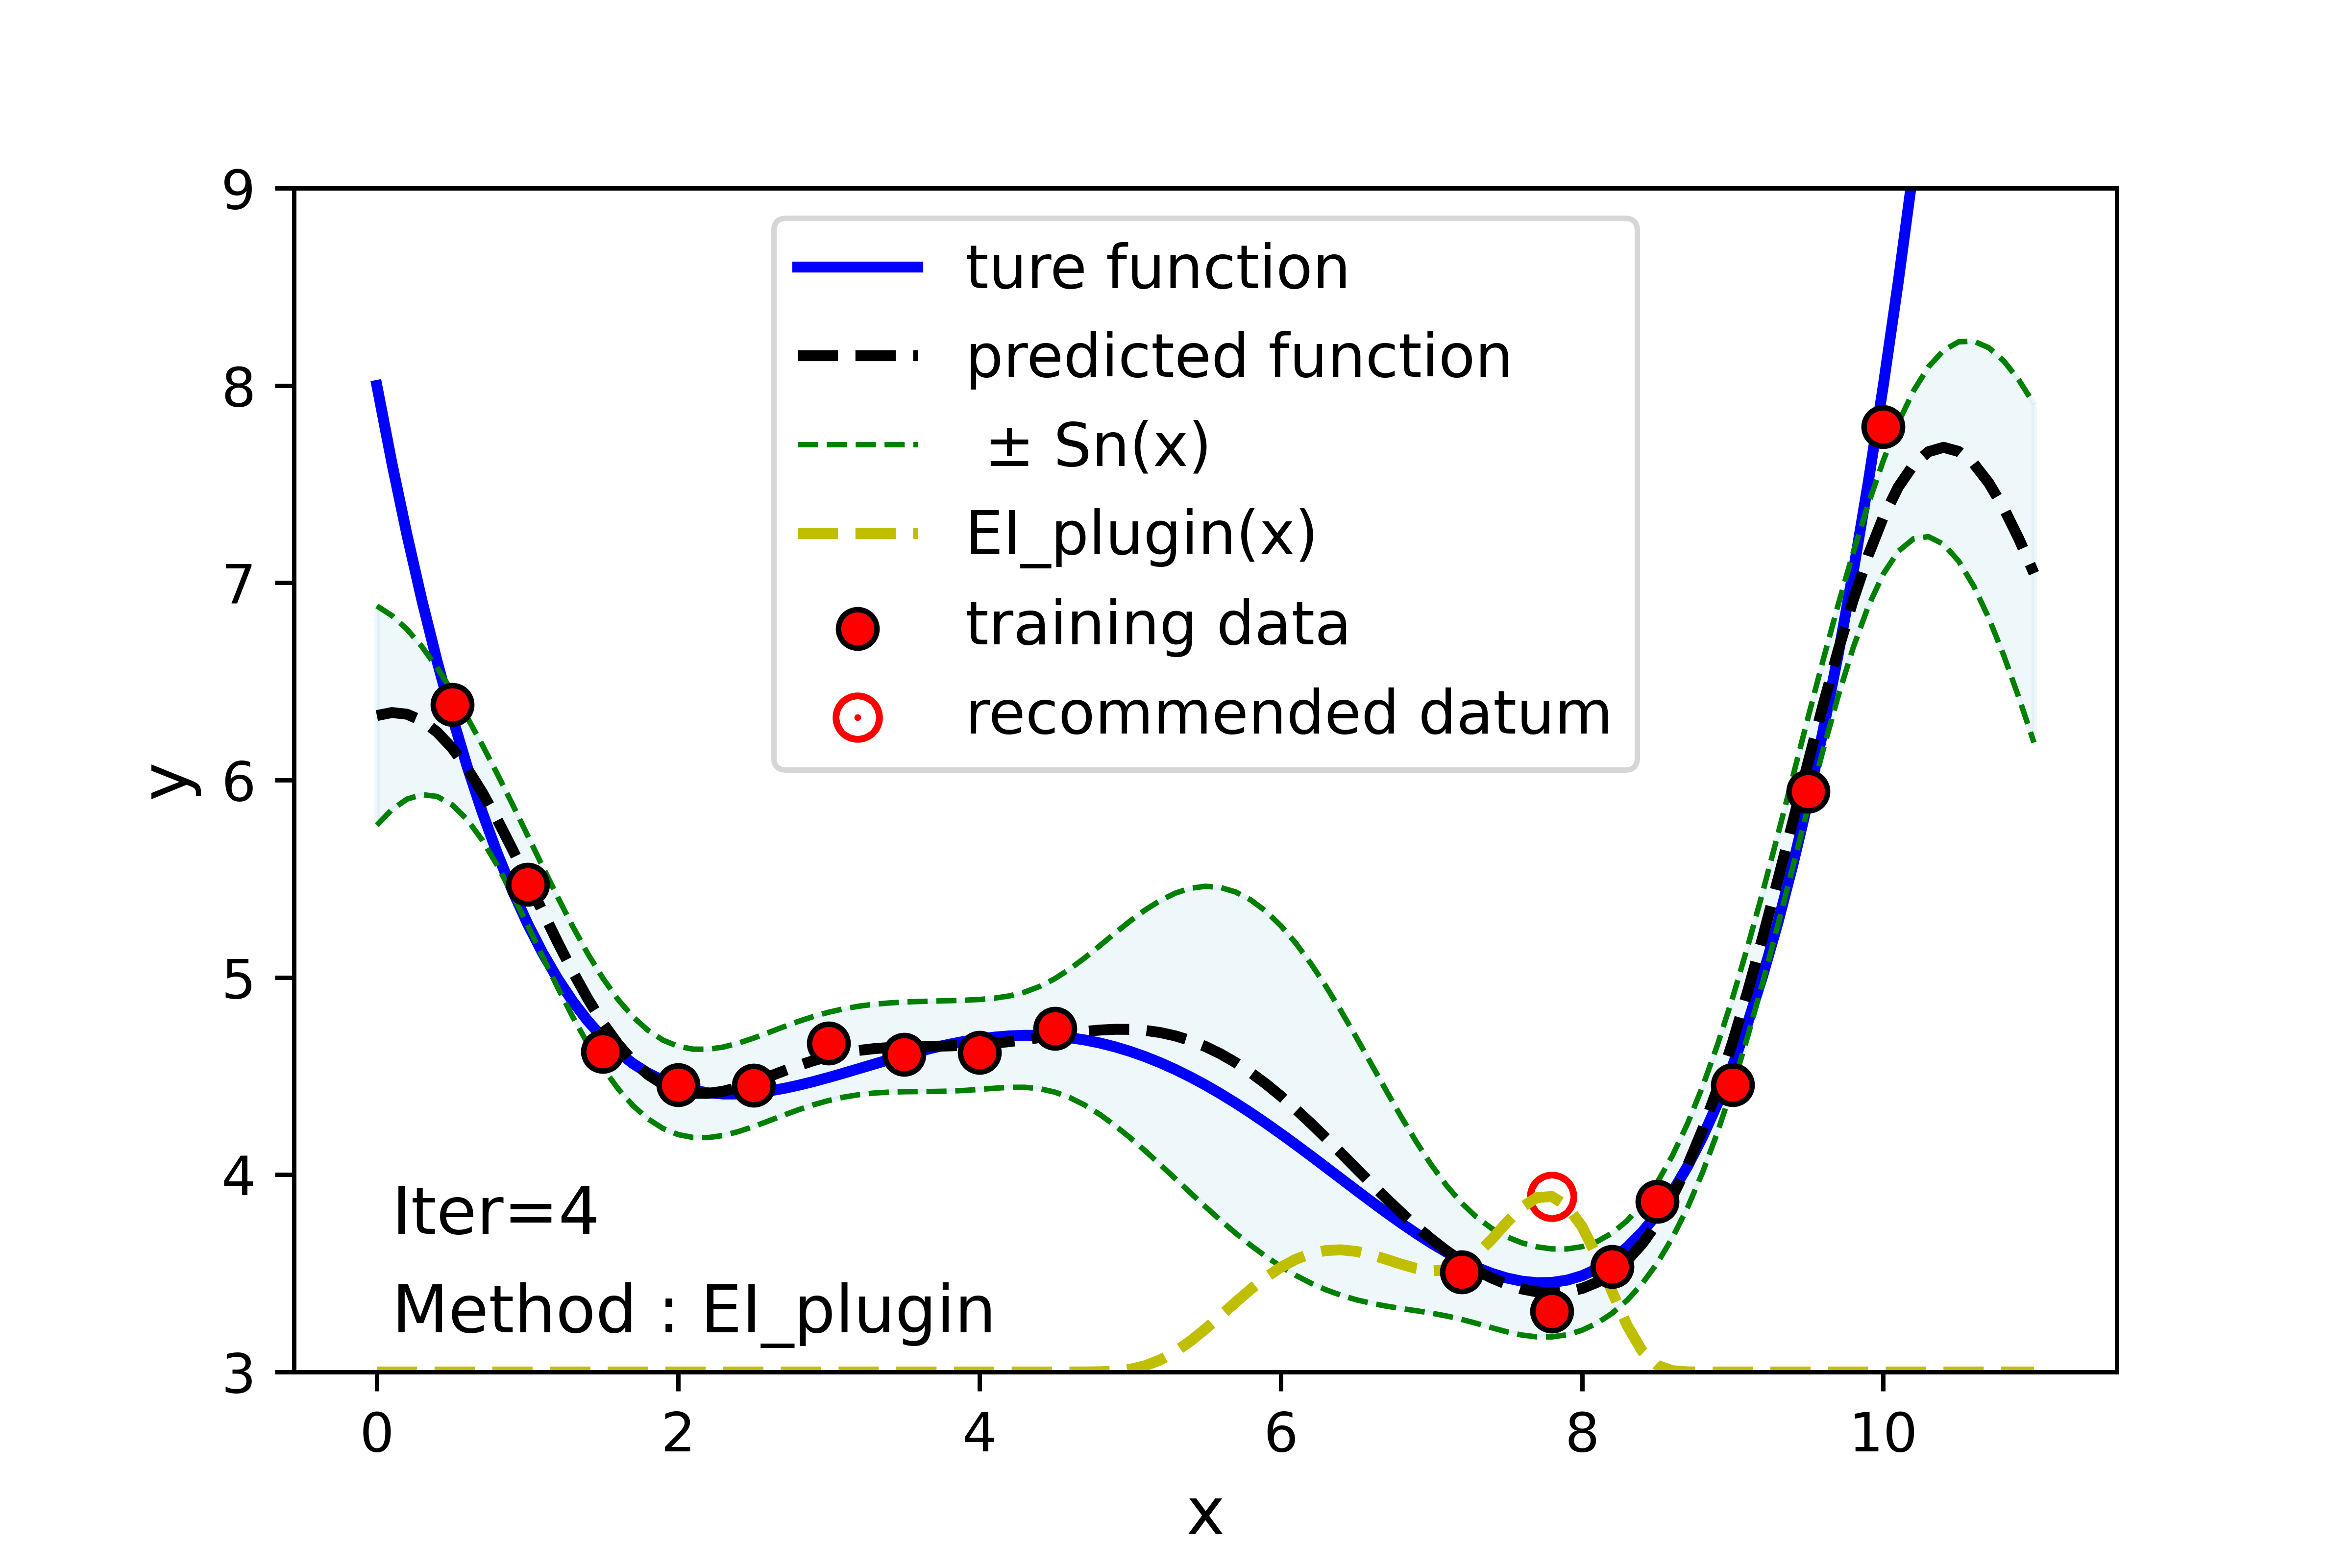 9
8
7
6
5
4
3
y
ture function
predicted function
± Sn(x)
EI_plugin(x)
training data
recommended datum
Iter=4
Method : EI_plugin
0 2 4 6 8 10
x